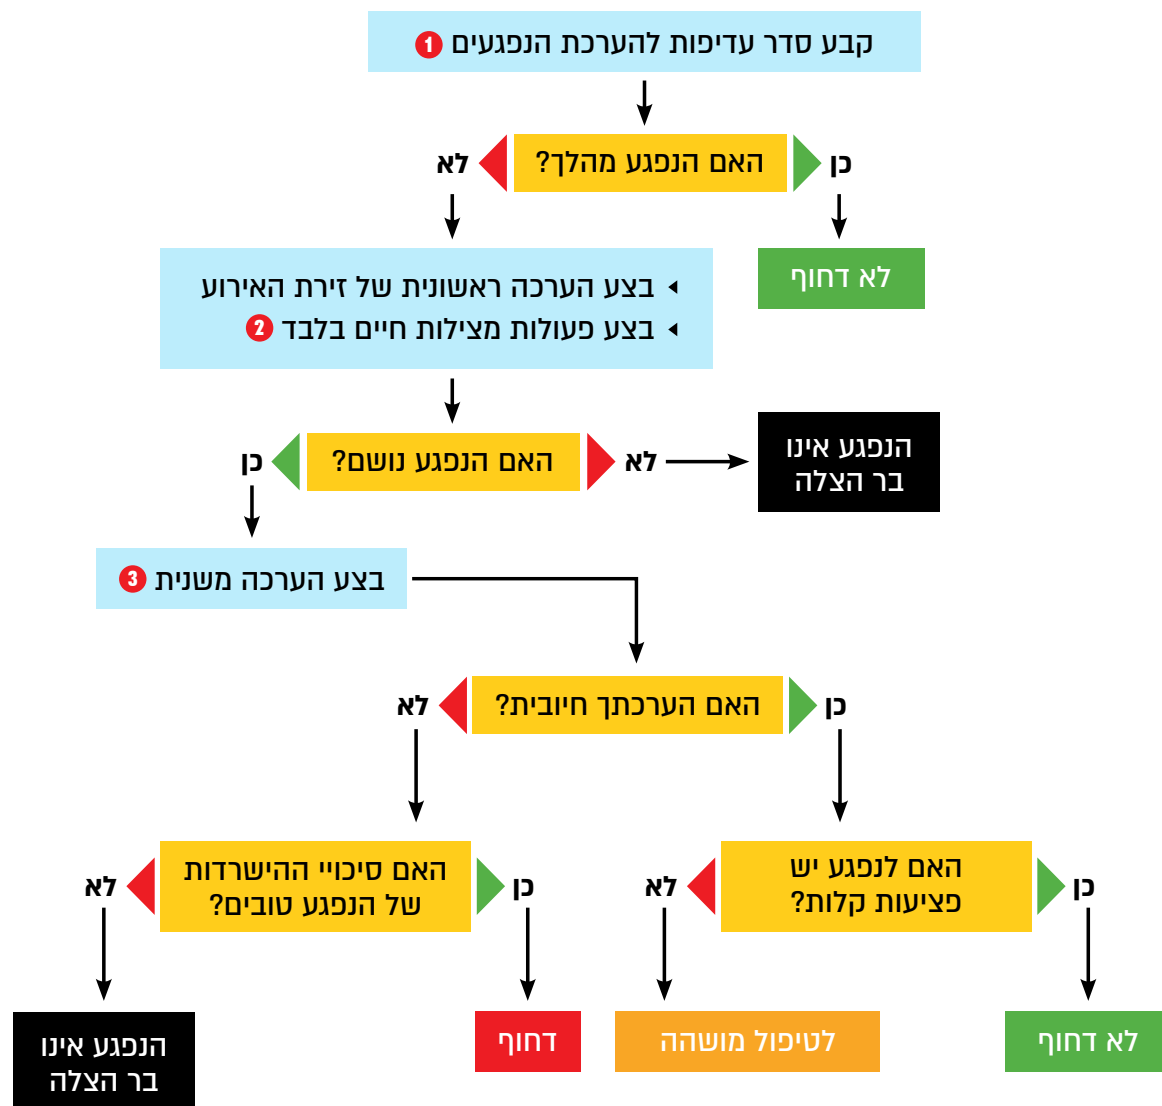 קבע סדר עדיפות להערכת הנפגעים 1
האם הנפגע מהלך?
כן
לא
לא דחוף
בצע הערכה ראשונית של זירת האירוע
בצע פעולות מצילות חיים בלבד 2
האם הנפגע נושם?
לא
כן
הנפגע אינו
בר הצלה
בצע הערכה משנית 3
האם הערכתך חיובית?
כן
לא
האם לנפגע יש
פציעות קלות?
כן
לא
האם סיכויי ההישרדות
של הנפגע טובים?
כן
לא
לא דחוף
לטיפול מושהה
דחוף
הנפגע אינו
בר הצלה